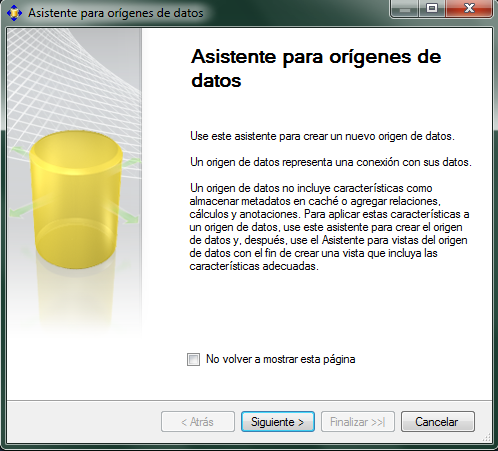 Asistente para orígenes de datos
Asistente para orígenes de
datos
Use este asistente para crear un nuevo origen de datos.
Un origen de datos representa una conexión con sus datos.
Un origen de datos no incluye características como
almacenar metadatos en caché o agregar relaciones,
cálculos y anotaciones. Para aplicar estas características a
un origen de datos, use este asistente para crear el origen
de datos y, después, use el Asistente para vistas del origen
de datos con el fin de crear una vista que incluya las
características adecuadas.
No volver a mostrar esta página
< Atrás
Siguiente >
Finalizar >>|
Cancelar